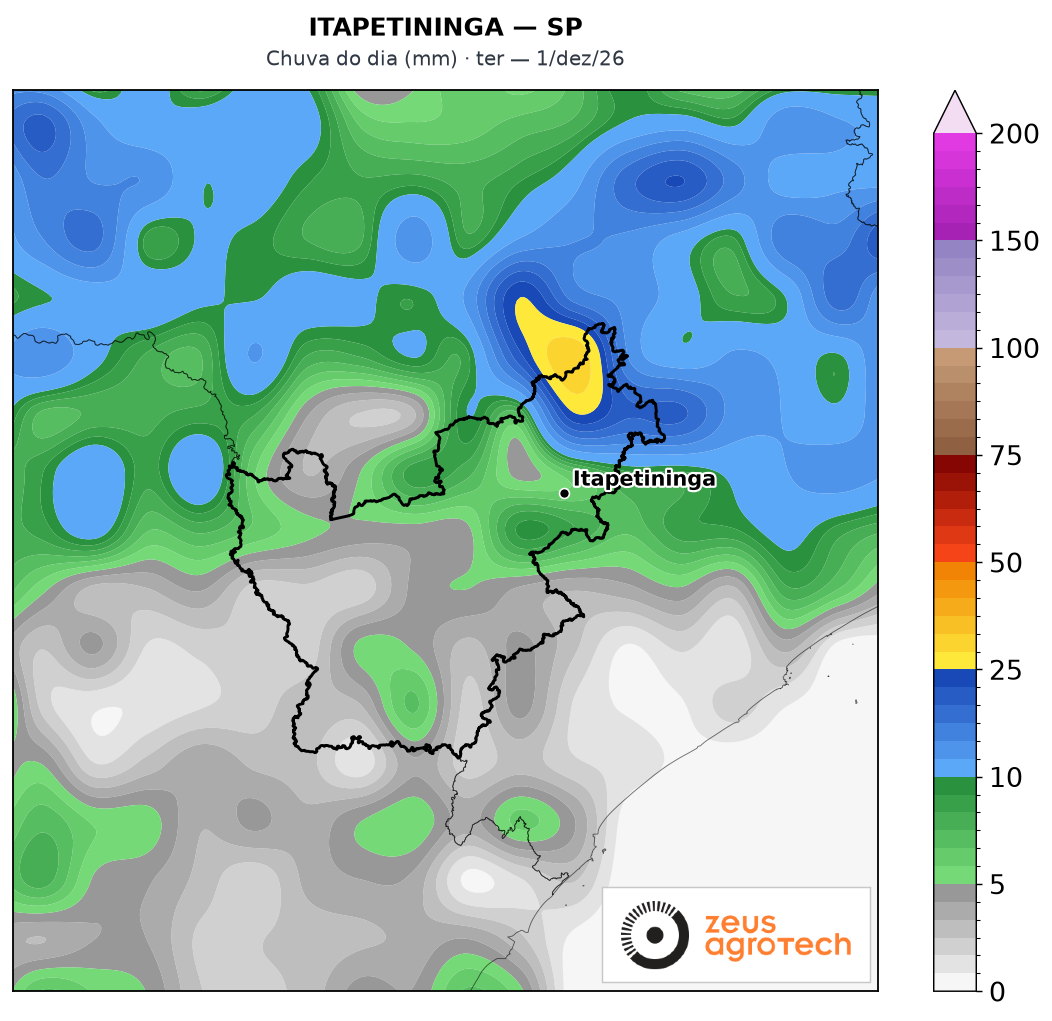 ITAPETININGA — SP
Chuva do dia (mm) · ter — 1/dez/26
200
150
100
75
50
25
10
5
0
Itapetininga
zeus
agrotech